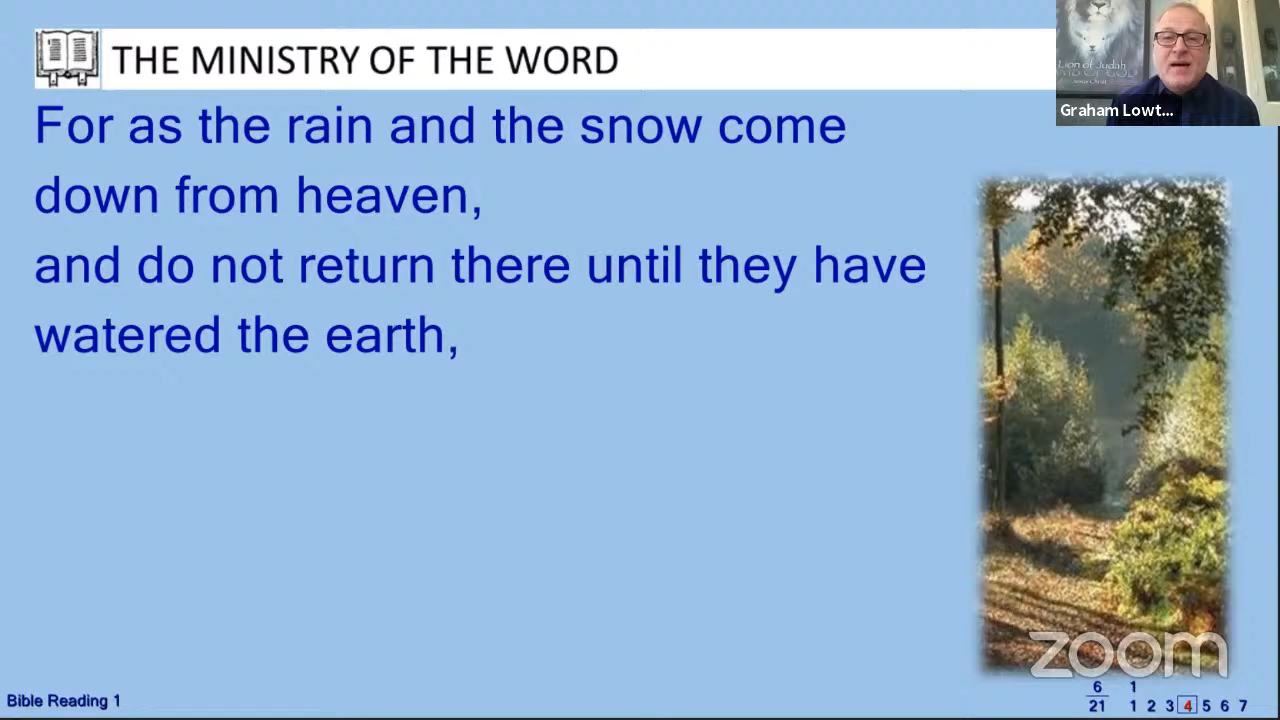 THE MINISTRY OF THE WORD
For as the rain and the snow come
down from heaven,
and do not return there until they have
watered the earth,
Lion of Judah
Graham Lowt...
zoom
Bible Reading 1
6 1
21 1 2 3 4 5 6 7